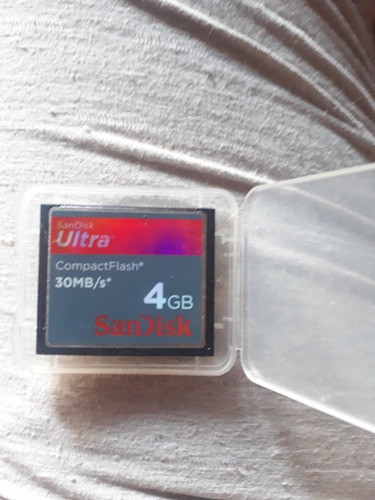 SanDisk
Ultra
CompactFlash®
30MB/s*
4GB
SanDisk